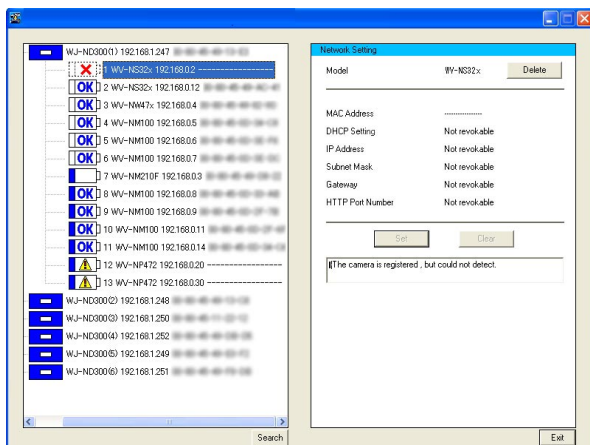 WJ-ND300(1) 192.168.1.247
1 WV-NS32x 192.168.0.2 ----------------
OK 2 WV-NS32x 192.168.0.12
OK 3 WV-NW47x 192.168.0.4
OK 4 WV-NM100 192.168.0.5
OK 5 WV-NM100 192.168.0.6
OK 6 WV-NM100 192.168.0.7
7 WV-NM210F 192.168.0.3
OK 8 WV-NM100 192.168.0.8
OK 9 WV-NM100 192.168.0.9
OK 10 WV-NM100 192.168.0.11
OK 11 WV-NM100 192.168.0.14
12 WV-NP472 192.168.0.20 ----------------
13 WV-NP472 192.168.0.30 ----------------
WJ-ND300(2) 192.168.1.248
WJ-ND300(3) 192.168.1.250
WJ-ND300(4) 192.168.1.252
WJ-ND300(5) 192.168.1.249
WJ-ND300(6) 192.168.1.251
Search
Network Setting
Model WV-NS32x Delete
MAC Address ----------------
DHCP Setting Not revokable
IP Address Not revokable
Subnet Mask Not revokable
Gateway Not revokable
HTTP Port Number Not revokable
Set Clear
The camera is registered , but could not detect.
Exit